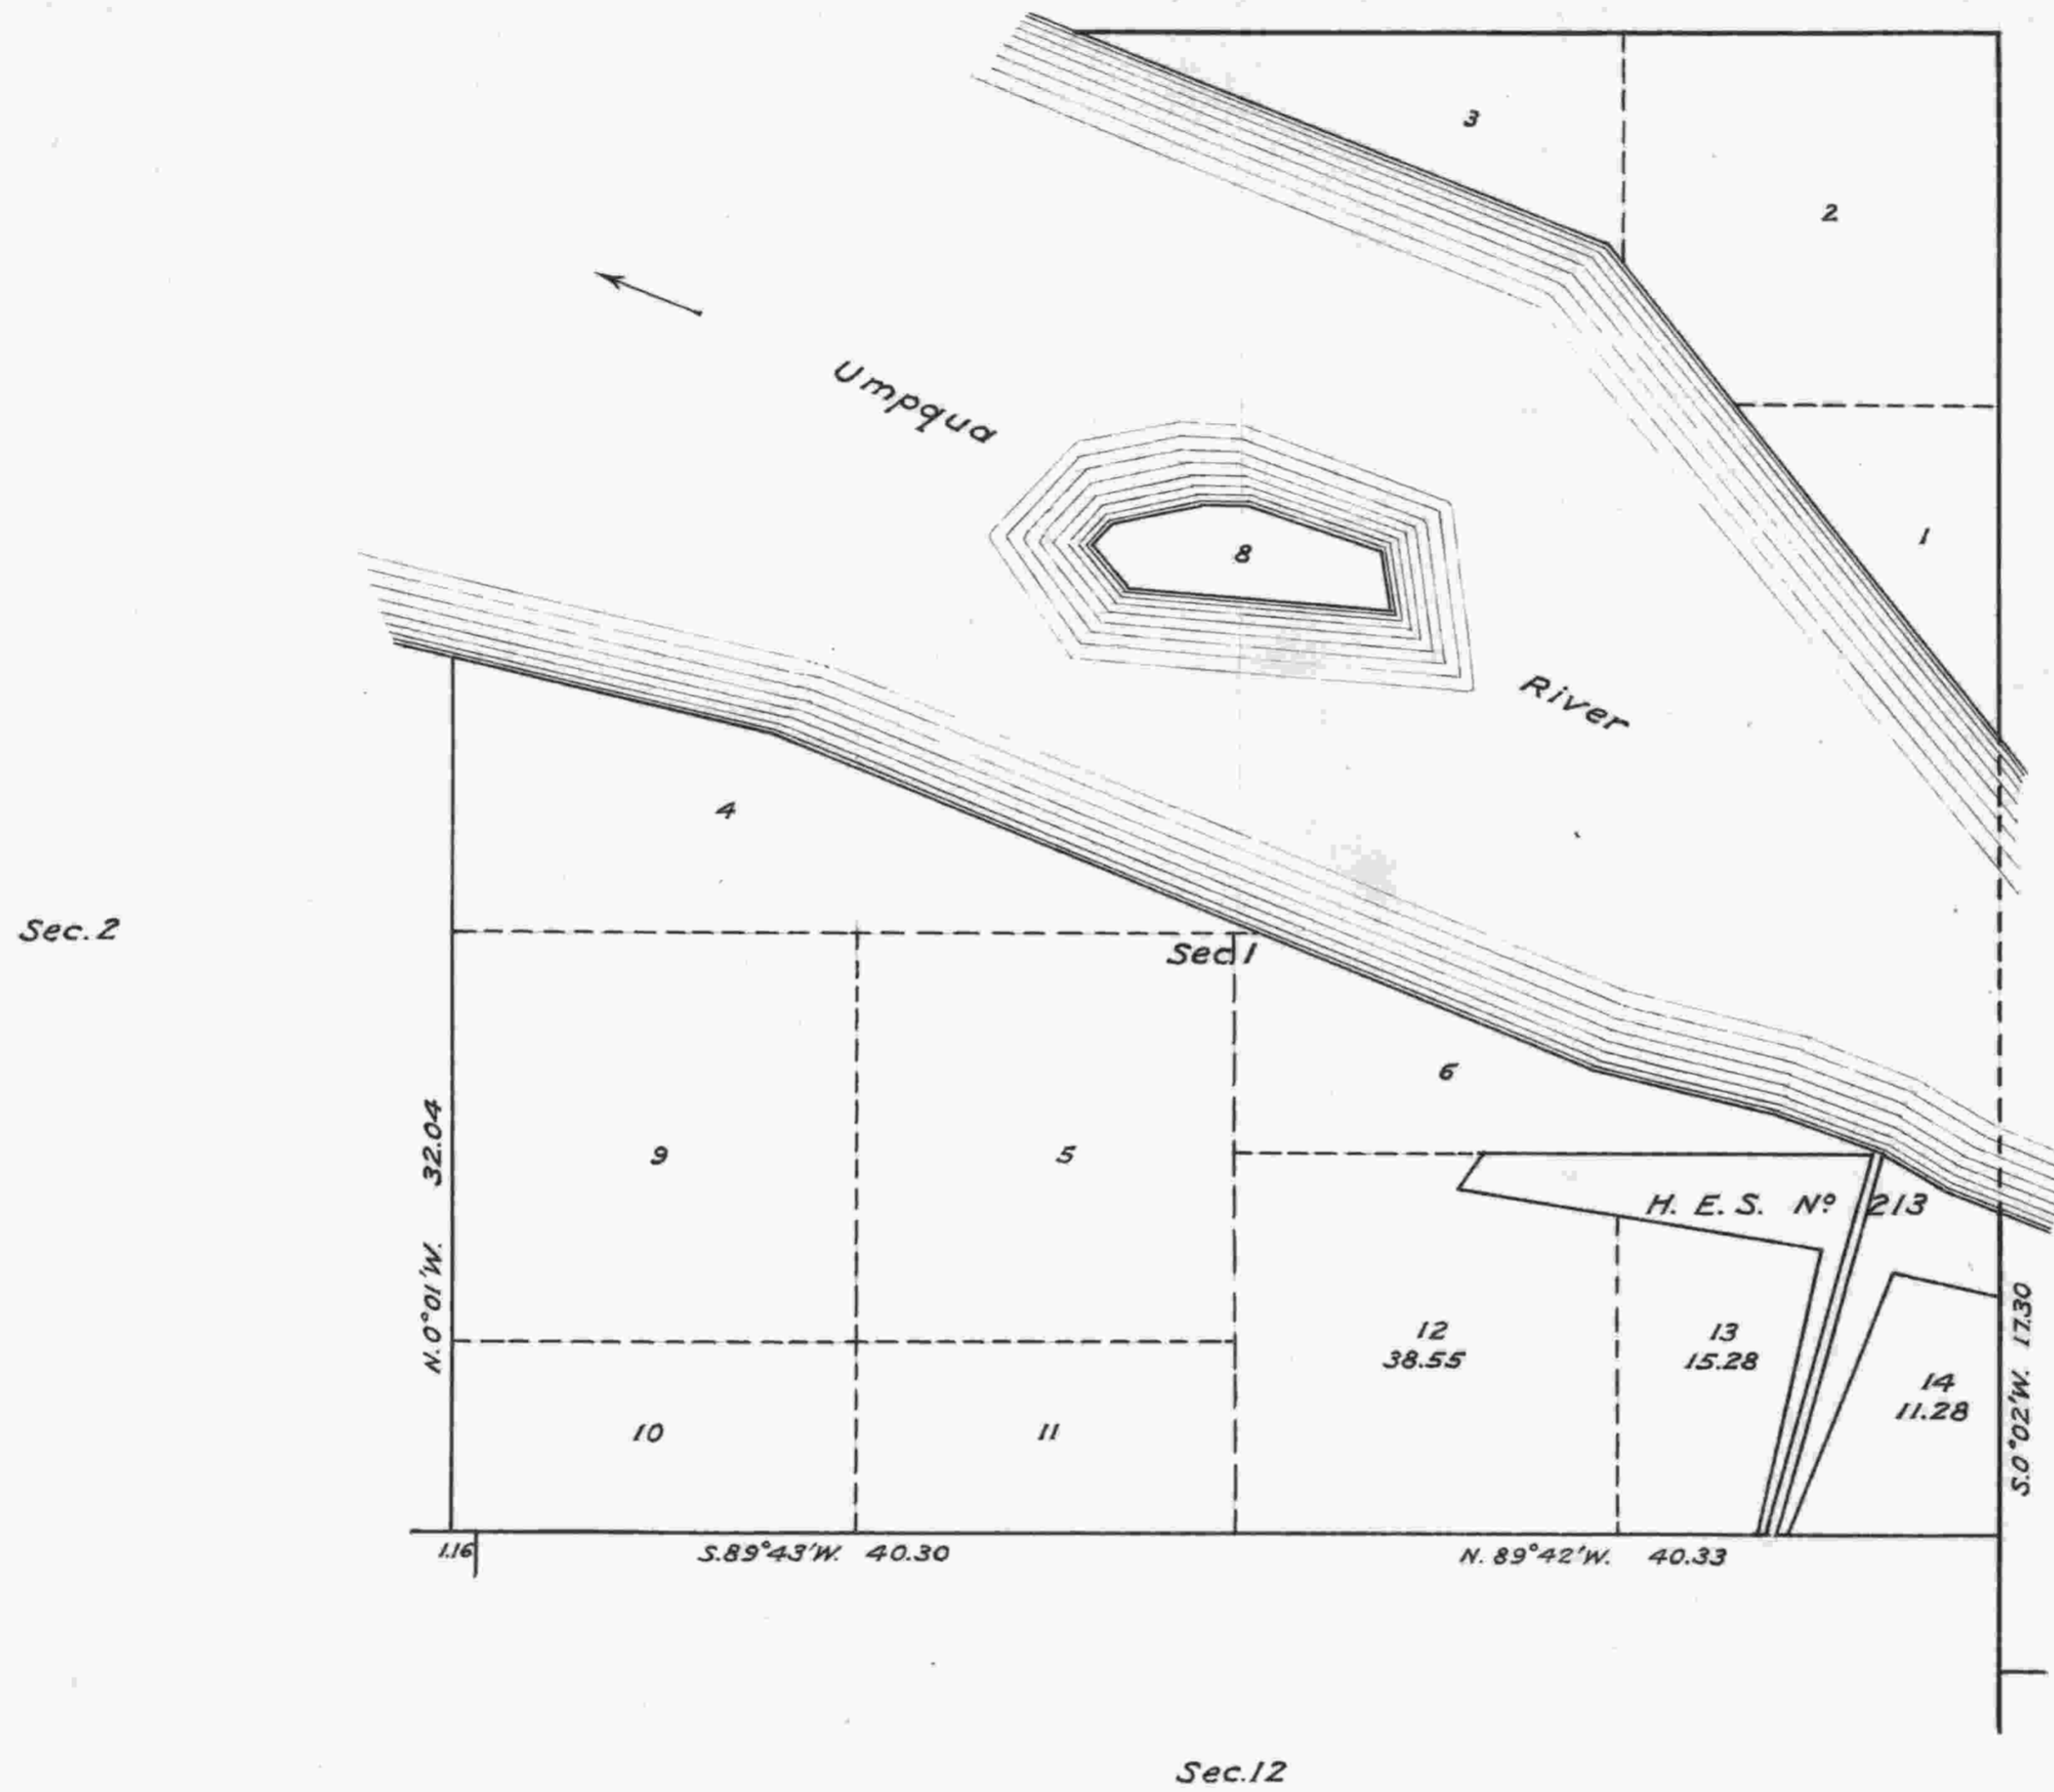 3
2
Umpqua
8
1
River
4
Sec. 2
Sec. 1
6
9
5
N. 0°01'W. 32.04
H. E. S. Nº 213
12
38.55
13
15.28
14
11.28
S. 0°02'W. 17.30
10
11
1.16
S. 89°43'W. 40.30
N. 89°42'W. 40.33
Sec. 12